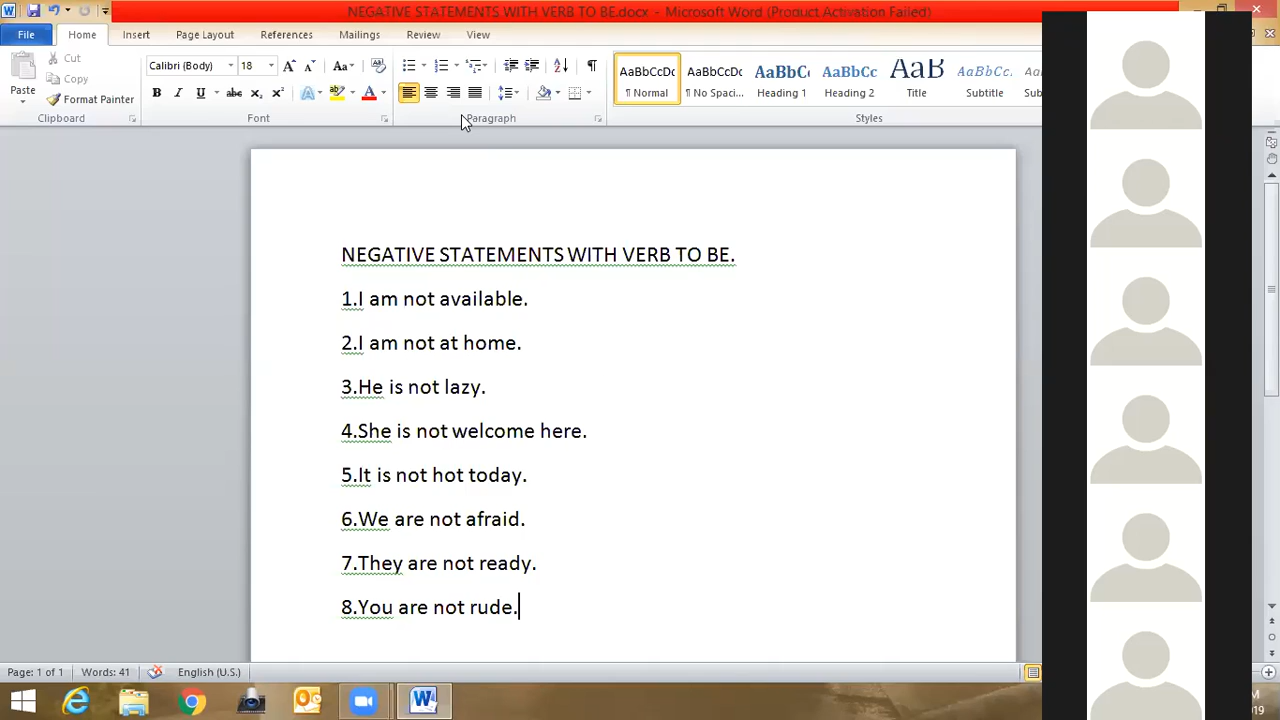 NEGATIVE STATEMENTS WITH VERB TO BE.docx - Microsoft Word (Product Activation Failed)
File Home Insert Page Layout References Mailings Review View
Cut
Copy
Paste
Format Painter
Calibri (Body) 18
AaBbCcDc AaBbCcDc AaBbCc AaBbCc AaB AaBbCcL
¶ Normal ¶ No Spaci... Heading 1 Heading 2 Title Subtitle
Clipboard Font Paragraph Styles
NEGATIVE STATEMENTS WITH VERB TO BE.
1.I am not available.
2.I am not at home.
3.He is not lazy.
4.She is not welcome here.
5.It is not hot today.
6.We are not afraid.
7.They are not ready.
8.You are not rude.
Page: 1 of 1 Words: 41 English (U.S.)